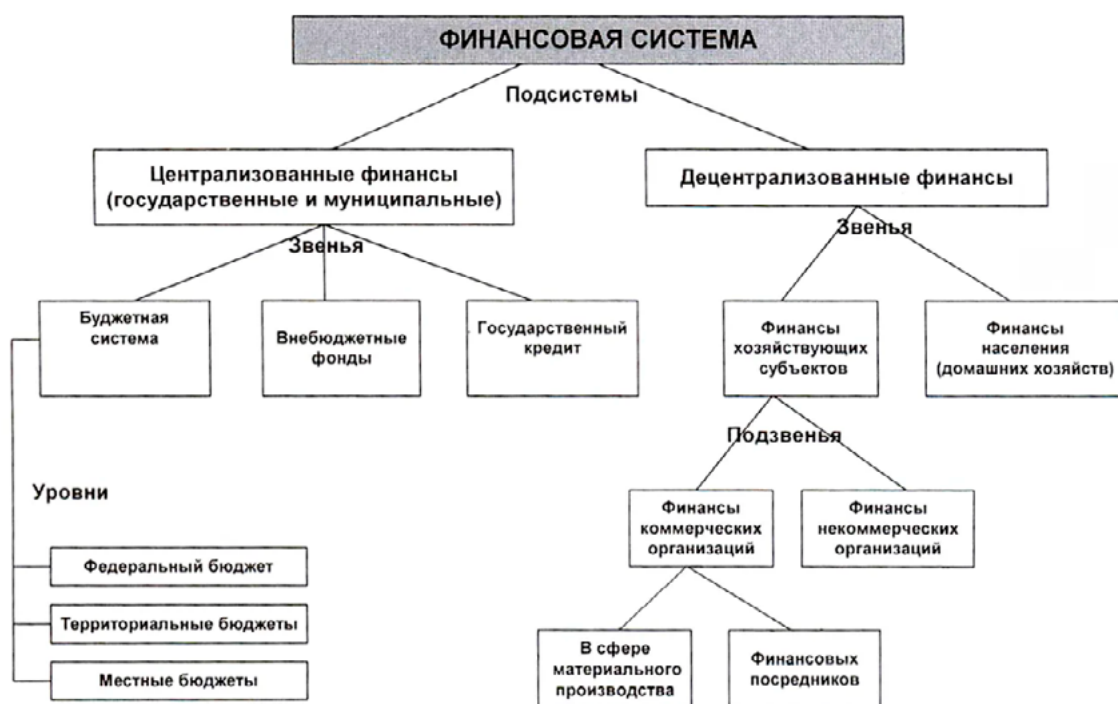 ФИНАНСОВАЯ СИСТЕМА
Подсистемы
Централизованные финансы
(государственные и муниципальные)
Децентрализованные финансы
Звенья
Звенья
Бюджетная
система
Внебюджетные
фонды
Государственный
кредит
Финансы
хозяйствующих
субъектов
Финансы
населения
(домашних хозяйств)
Подзвенья
Уровни
Финансы
коммерческих
организаций
Финансы
некоммерческих
организаций
Федеральный бюджет
Территориальные бюджеты
Местные бюджеты
В сфере
материального
производства
Финансовых
посредников